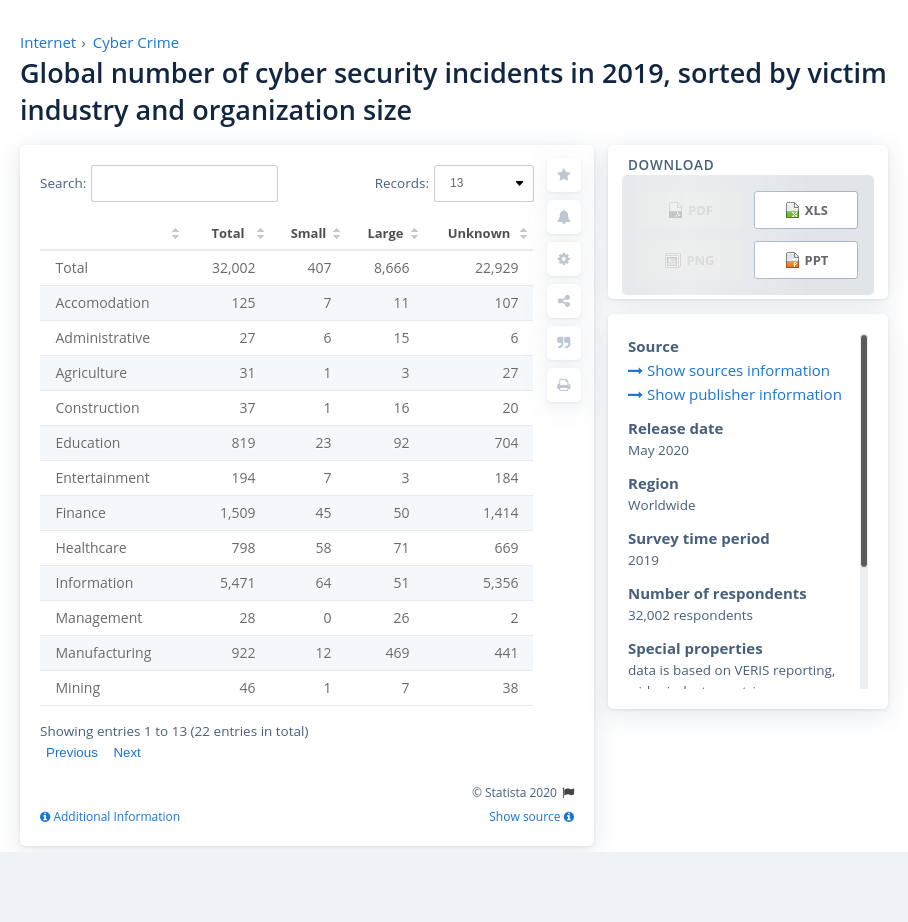 Internet › Cyber Crime
Global number of cyber security incidents in 2019, sorted by victim
industry and organization size
Search:
Records: 13
Total Small Large Unknown
Total 32,002 407 8,666 22,929
Accomodation 125 7 11 107
Administrative 27 6 15 6
Agriculture 31 1 3 27
Construction 37 1 16 20
Education 819 23 92 704
Entertainment 194 7 3 184
Finance 1,509 45 50 1,414
Healthcare 798 58 71 669
Information 5,471 64 51 5,356
Management 28 0 26 2
Manufacturing 922 12 469 441
Mining 46 1 7 38
Showing entries 1 to 13 (22 entries in total)
Previous Next
© Statista 2020
Additional Information
Show source
DOWNLOAD
PDF XLS
PNG PPT
Source
Show sources information
Show publisher information
Release date
May 2020
Region
Worldwide
Survey time period
2019
Number of respondents
32,002 respondents
Special properties
data is based on VERIS reporting,